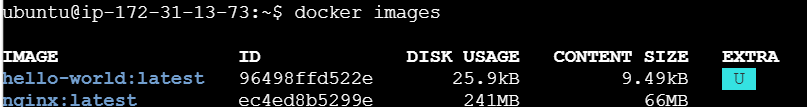 ubuntu@ip-172-31-13-73:~$ docker images
IMAGE ID DISK USAGE CONTENT SIZE EXTRA
hello-world:latest 96498ffd522e 25.9kB 9.49kB U
nginx:latest ec4ed8b5299e 241MB 66MB